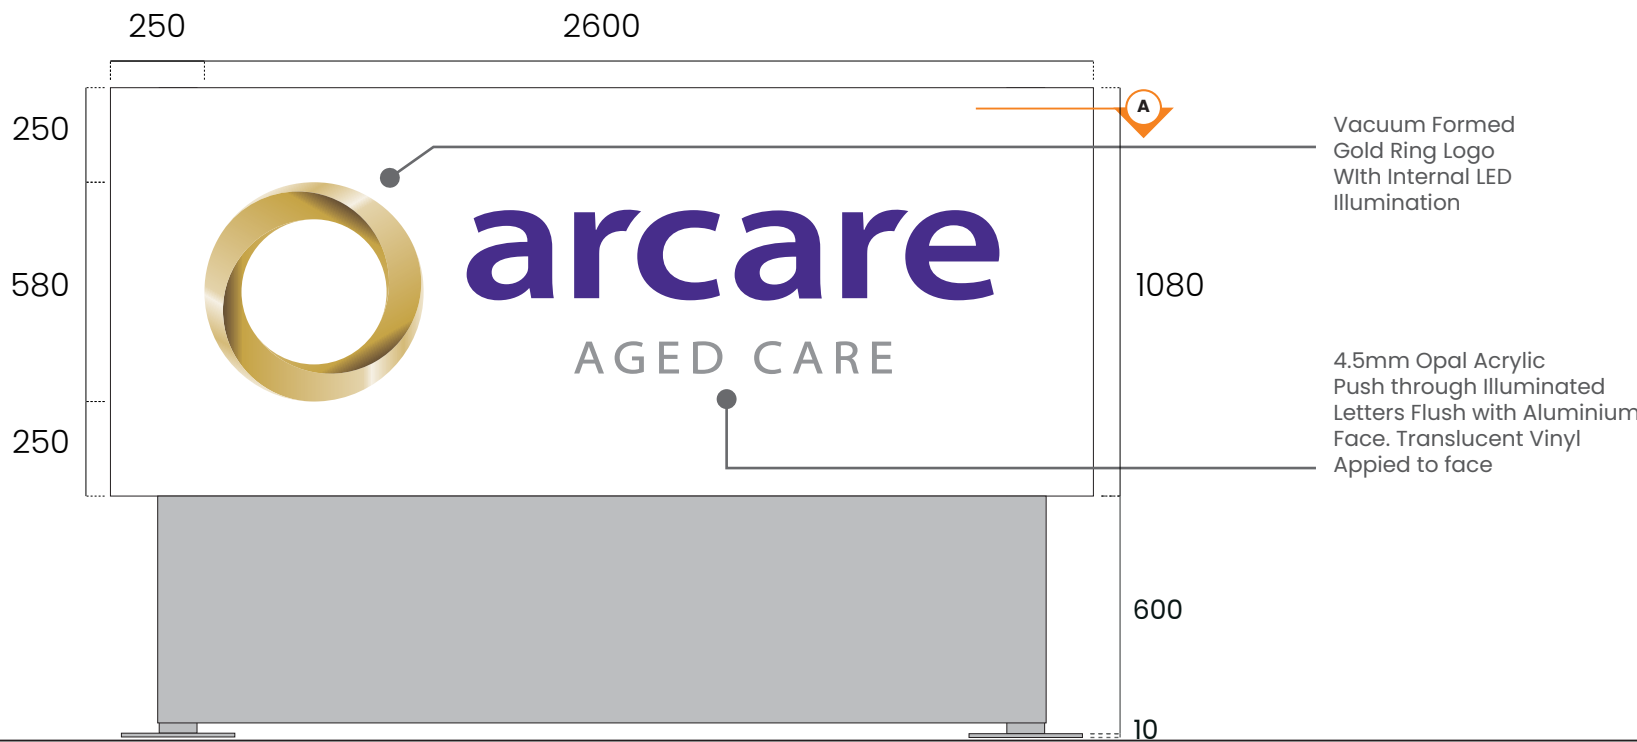 250
2600
250
A
Vacuum Formed
Gold Ring Logo
WIth Internal LED
Illumination
arcare
580
1080
AGED CARE
4.5mm Opal Acrylic
Push through Illuminated
Letters Flush with Aluminium
Face. Translucent Vinyl
Appied to face
250
600
10